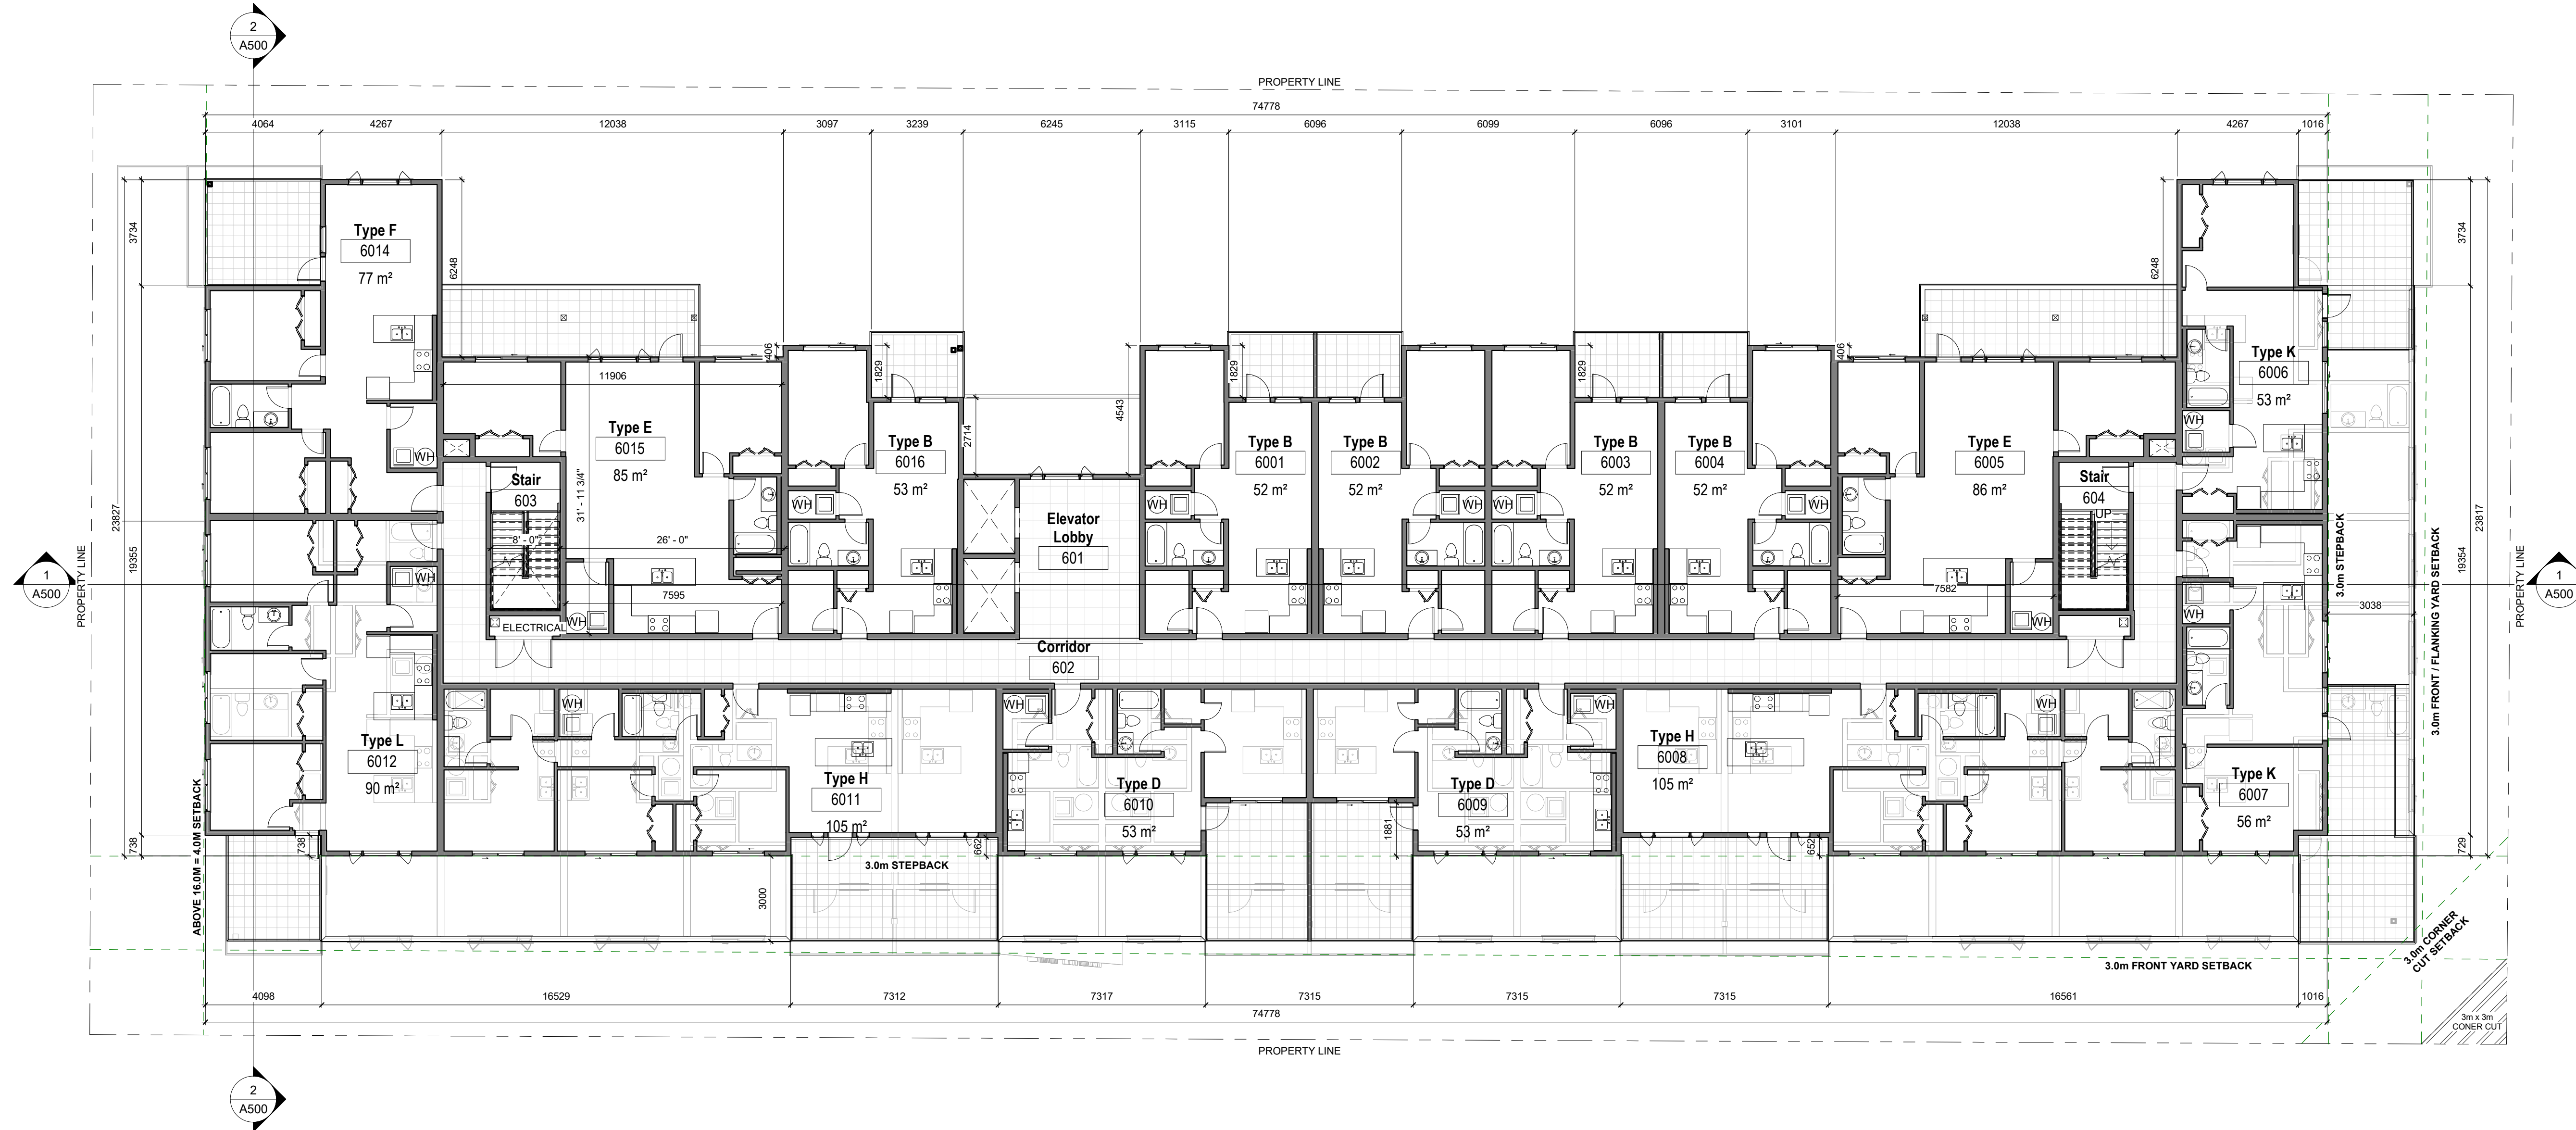 2
A500
PROPERTY LINE
74778
4064
4267
12038
3097
3239
6245
3115
6096
6099
6096
3101
12038
4267
1016
3734
6248
6248
3734
23827
19355
738
738
23817
19354
729
Type F
6014
77 m²
WH
406
11906
1829
4543
2714
1829
1829
406
Type E
6015
85 m²
31' - 11 3/4"
26' - 0"
8' - 0"
7595
Stair
603
ELECTRICAL
WH
Type B
6016
53 m²
WH
Elevator
Lobby
601
Type B
6001
52 m²
WH
Type B
6002
52 m²
WH
Type B
6003
52 m²
WH
Type B
6004
52 m²
WH
Type E
6005
86 m²
7582
WH
Stair
604
UP
Type K
6006
53 m²
WH
WH
1
A500
PROPERTY LINE
3.0m STEPBACK
3038
3.0m FRONT / FLANKING YARD SETBACK
PROPERTY LINE
1
A500
Corridor
602
WH
Type L
6012
90 m²
WH
Type H
6011
105 m²
WH
Type D
6010
53 m²
Type D
6009
53 m²
WH
1881
Type H
6008
105 m²
WH
Type K
6007
56 m²
ABOVE 16.0M = 4.0M SETBACK
662
652
3.0m STEPBACK
3000
3.0m FRONT YARD SETBACK
3.0m CORNER
CUT SETBACK
4098
16529
7312
7317
7315
7315
7315
16561
1016
74778
3m x 3m
CONER CUT
PROPERTY LINE
2
A500